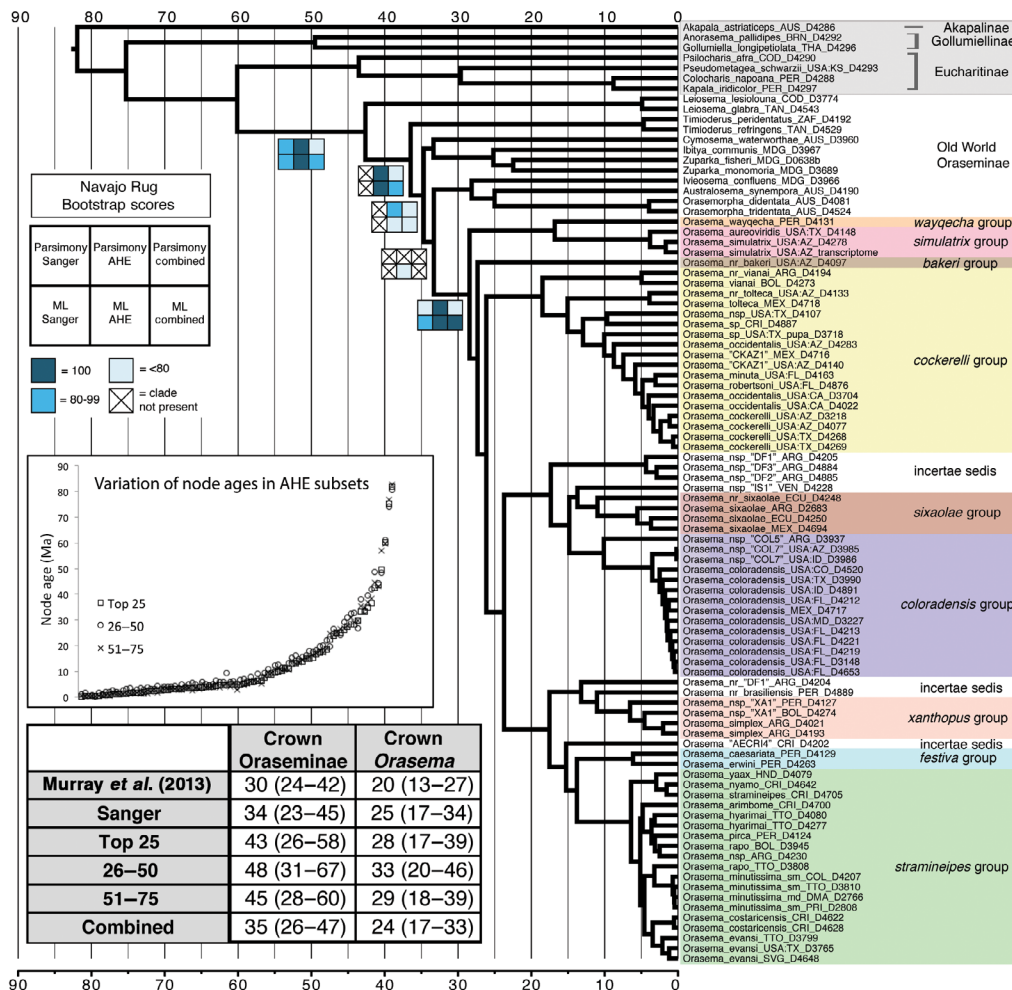 90 80 70 60 50 40 30 20 10 0
Akapala_astriaticeps_AUS_D4286
Anorasema_pallidipes_BRN_D4292
Gollumiella_longipetiolata_THA_D4296
Psilocharis_afra_COD_D4290
Pseudometagea_schwarzii_USA:KS_D4293
Colocharis_napoana_PER_D4288
Kapala_iridicolor_PER_D4297
Leiosema_lesiolouna_COD_D3774
Leiosema_glabra_TAN_D4543
Timioderus_peridentatus_ZAF_D4192
Timioderus_refringens_TAN_D4529
Cymosema_waterworthae_AUS_D3960
Ibitya_communis_MDG_D3967
Zuparka_fisheri_MDG_D0638b
Zuparka_monomoria_MDG_D3689
Ivieosema_confluens_MDG_D3966
Australosema_synempora_AUS_D4190
Orasemorpha_didentata_AUS_D4081
Orasemorpha_tridentata_AUS_D4524
Orasema_wayqecha_PER_D4131
Orasema_aureoviridis_USA:TX_D4148
Orasema_simulatrix_USA:AZ_D4278
Orasema_simulatrix_USA:AZ_transcriptome
Orasema_nr_bakeri_USA:AZ_D4097
Orasema_nr_vianai_ARG_D4194
Orasema_vianai_BOL_D4273
Orasema_nr_tolteca_USA:AZ_D4133
Orasema_tolteca_MEX_D4718
Orasema_nsp_USA:TX_D4107
Orasema_sp_CRI_D4887
Orasema_sp_USA:TX_pupa_D3718
Orasema_occidentalis_USA:AZ_D4283
Orasema_"CKAZ1"_MEX_D4716
Orasema_"CKAZ1"_USA:AZ_D4140
Orasema_minuta_USA:FL_D4163
Orasema_robertsoni_USA:FL_D4876
Orasema_occidentalis_USA:CA_D3704
Orasema_occidentalis_USA:CA_D4022
Orasema_cockerelli_USA:AZ_D3218
Orasema_cockerelli_USA:AZ_D4077
Orasema_cockerelli_USA:TX_D4268
Orasema_cockerelli_USA:TX_D4269
Orasema_nsp_"DF1"_ARG_D4205
Orasema_nsp_"DF3"_ARG_D4884
Orasema_nsp_"DF2"_ARG_D4885
Orasema_nsp_"IS1"_VEN_D4228
Orasema_nr_sixaolae_ECU_D4248
Orasema_sixaolae_ARG_D2683
Orasema_sixaolae_ECU_D4250
Orasema_sixaolae_MEX_D4694
Orasema_nsp_"COL5"_ARG_D3937
Orasema_nsp_"COL7"_USA:AZ_D3985
Orasema_nsp_"COL7"_USA:ID_D3986
Orasema_coloradensis_USA:CO_D4520
Orasema_coloradensis_USA:TX_D3990
Orasema_coloradensis_USA:ID_D4891
Orasema_coloradensis_USA:FL_D4212
Orasema_coloradensis_MEX_D4717
Orasema_coloradensis_USA:MD_D3227
Orasema_coloradensis_USA:FL_D4213
Orasema_coloradensis_USA:FL_D4221
Orasema_coloradensis_USA:FL_D4219
Orasema_coloradensis_USA:FL_D3148
Orasema_coloradensis_USA:FL_D4653
Orasema_nr_"DF1"_ARG_D4204
Orasema_nr_brasiliensis_PER_D4889
Orasema_nsp_"XA1"_PER_D4127
Orasema_nsp_"XA1"_BOL_D4274
Orasema_simplex_ARG_D4021
Orasema_simplex_ARG_D4193
Orasema_"AECRI4"_CRI_D4202
Orasema_caesariata_PER_D4129
Orasema_erwini_PER_D4263
Orasema_yaax_HND_D4079
Orasema_nyamo_CRI_D4642
Orasema_stramineipes_CRI_D4705
Orasema_arimbome_CRI_D4700
Orasema_hyarimai_TTO_D4080
Orasema_hyarimai_TTO_D4277
Orasema_pirca_PER_D4124
Orasema_rapo_BOL_D3945
Orasema_nsp_ARG_D4230
Orasema_rapo_TTO_D3808
Orasema_minutissima_sm_COL_D4207
Orasema_minutissima_sm_TTO_D3810
Orasema_minutissima_md_DMA_D2766
Orasema_minutissima_sm_PRI_D2808
Orasema_costaricensis_CRI_D4622
Orasema_costaricensis_CRI_D4628
Orasema_evansi_TTO_D3799
Orasema_evansi_USA:TX_D3765
Orasema_evansi_SVG_D4648
Akapalinae
Gollumiellinae
Eucharitinae
Old World
Oraseminae
wayqecha group
simulatrix group
bakeri group
cockerelli group
incertae sedis
sixaolae group
coloradensis group
incertae sedis
xanthopus group
incertae sedis
festiva group
stramineipes group
Navajo Rug
Bootstrap scores
Parsimony Sanger
Parsimony AHE
Parsimony combined
ML Sanger
ML AHE
ML combined
= 100
= <80
= 80-99
= clade not present
Variation of node ages in AHE subsets
Node age (Ma)
90
80
70
60
50
40
30
20
10
0
Top 25
26–50
51–75
Crown Oraseminae
Crown Orasema
Murray et al. (2013) 30 (24–42) 20 (13–27)
Sanger 34 (23–45) 25 (17–34)
Top 25 43 (26–58) 28 (17–39)
26–50 48 (31–67) 33 (20–46)
51–75 45 (28–60) 29 (18–39)
Combined 35 (26–47) 24 (17–33)
90 80 70 60 50 40 30 20 10 0